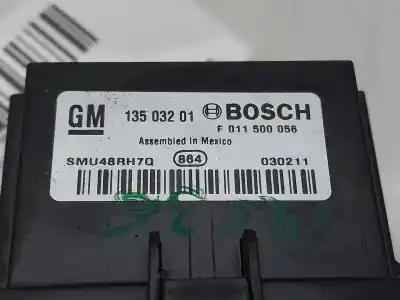 GM 135 032 01 BOSCH
F 011 500 056
Assembled in Mexico
SMU48RH7Q 864 030211